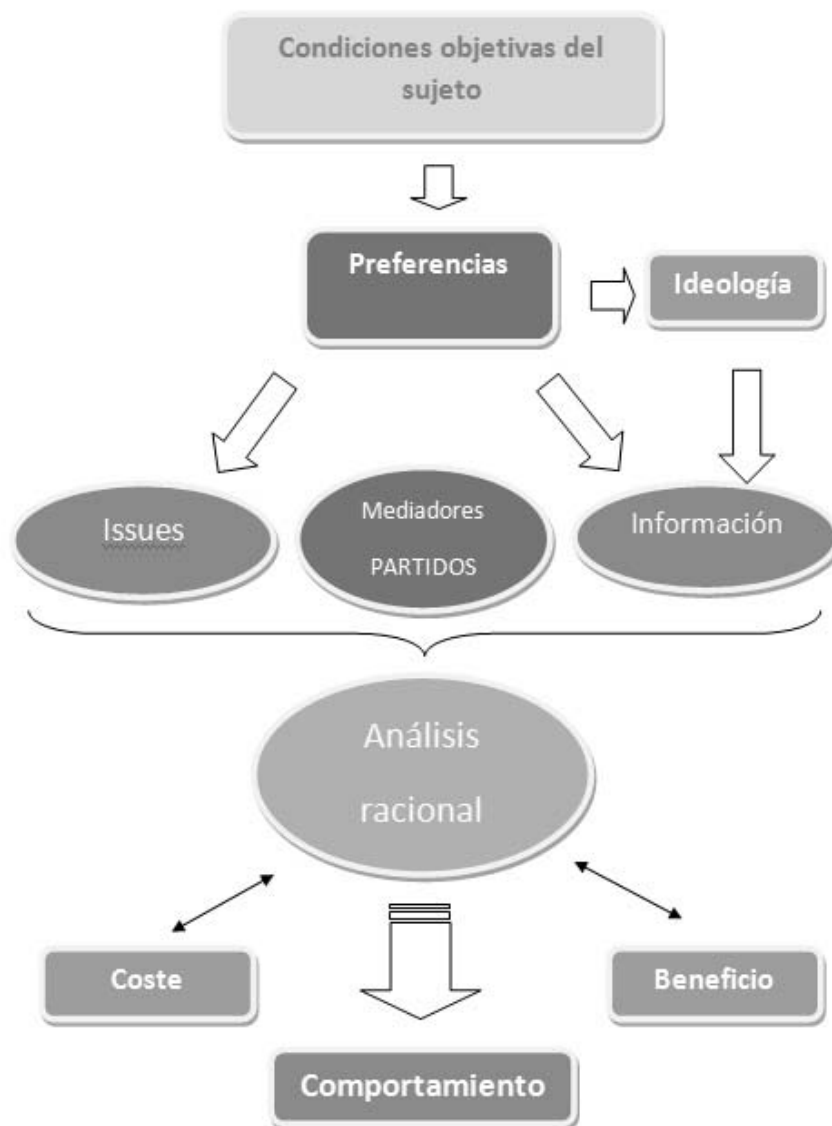 Condiciones objetivas del
sujeto
Preferencias
Ideología
Issues
Mediadores
PARTIDOS
Información
Análisis
racional
Coste
Beneficio
Comportamiento